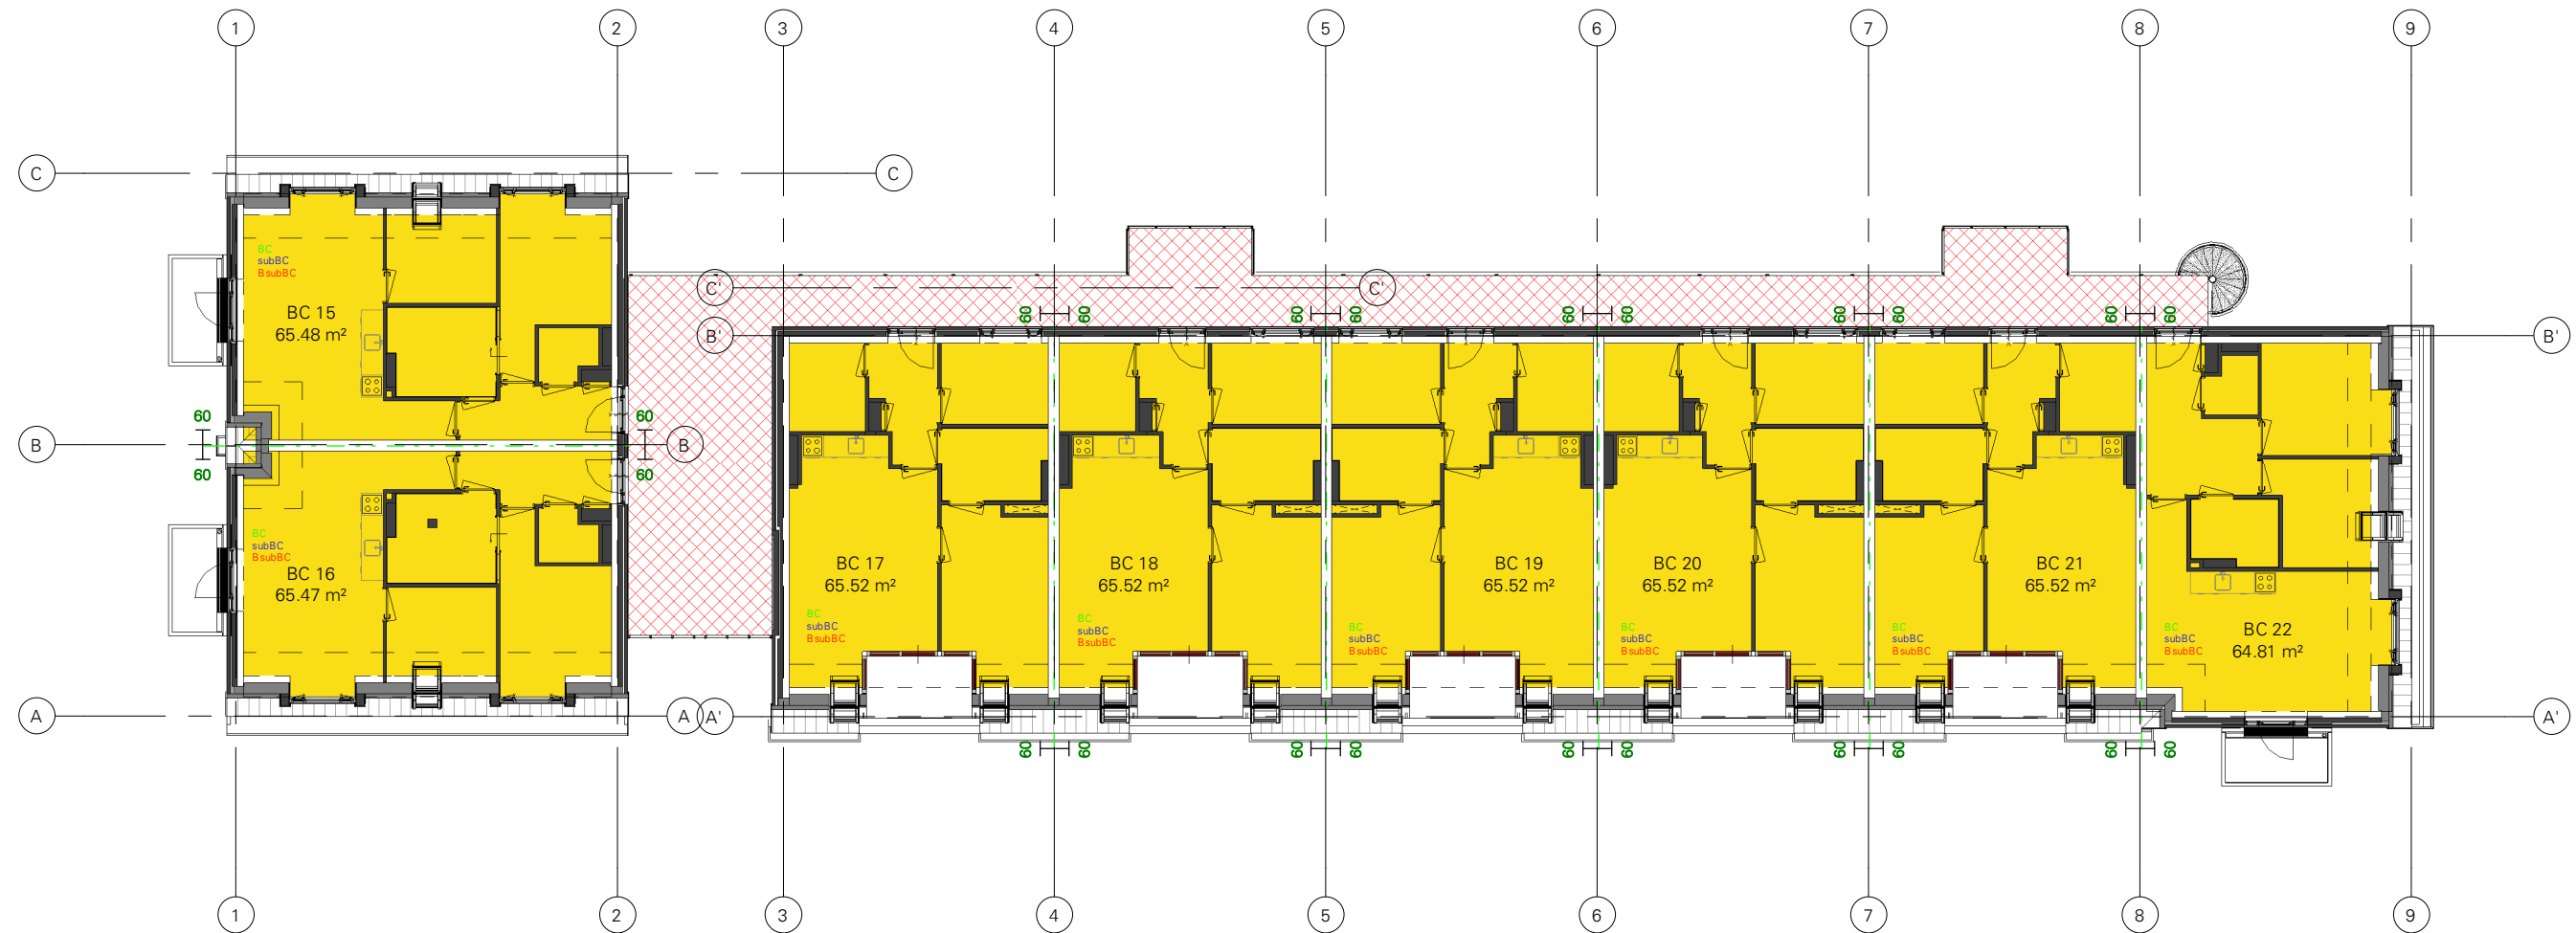 1 2 3 4 5 6 7 8 9
C C
C' C'
B' B'
60 60 60 60 60 60 60 60 60 60
BC
subBC
BsubBC
BC 15
65.48 m²
60 60
B B
60 60
BC
subBC
BsubBC
BC 16
65.47 m²
BC 17
65.52 m²
BC
subBC
BsubBC
BC 18
65.52 m²
BC
subBC
BsubBC
BC 19
65.52 m²
BC
subBC
BsubBC
BC 20
65.52 m²
BC
subBC
BsubBC
BC 21
65.52 m²
BC
subBC
BsubBC
BC 22
64.81 m²
BC
subBC
BsubBC
A A A' A'
60 60 60 60 60 60 60 60 60 60
1 2 3 4 5 6 7 8 9